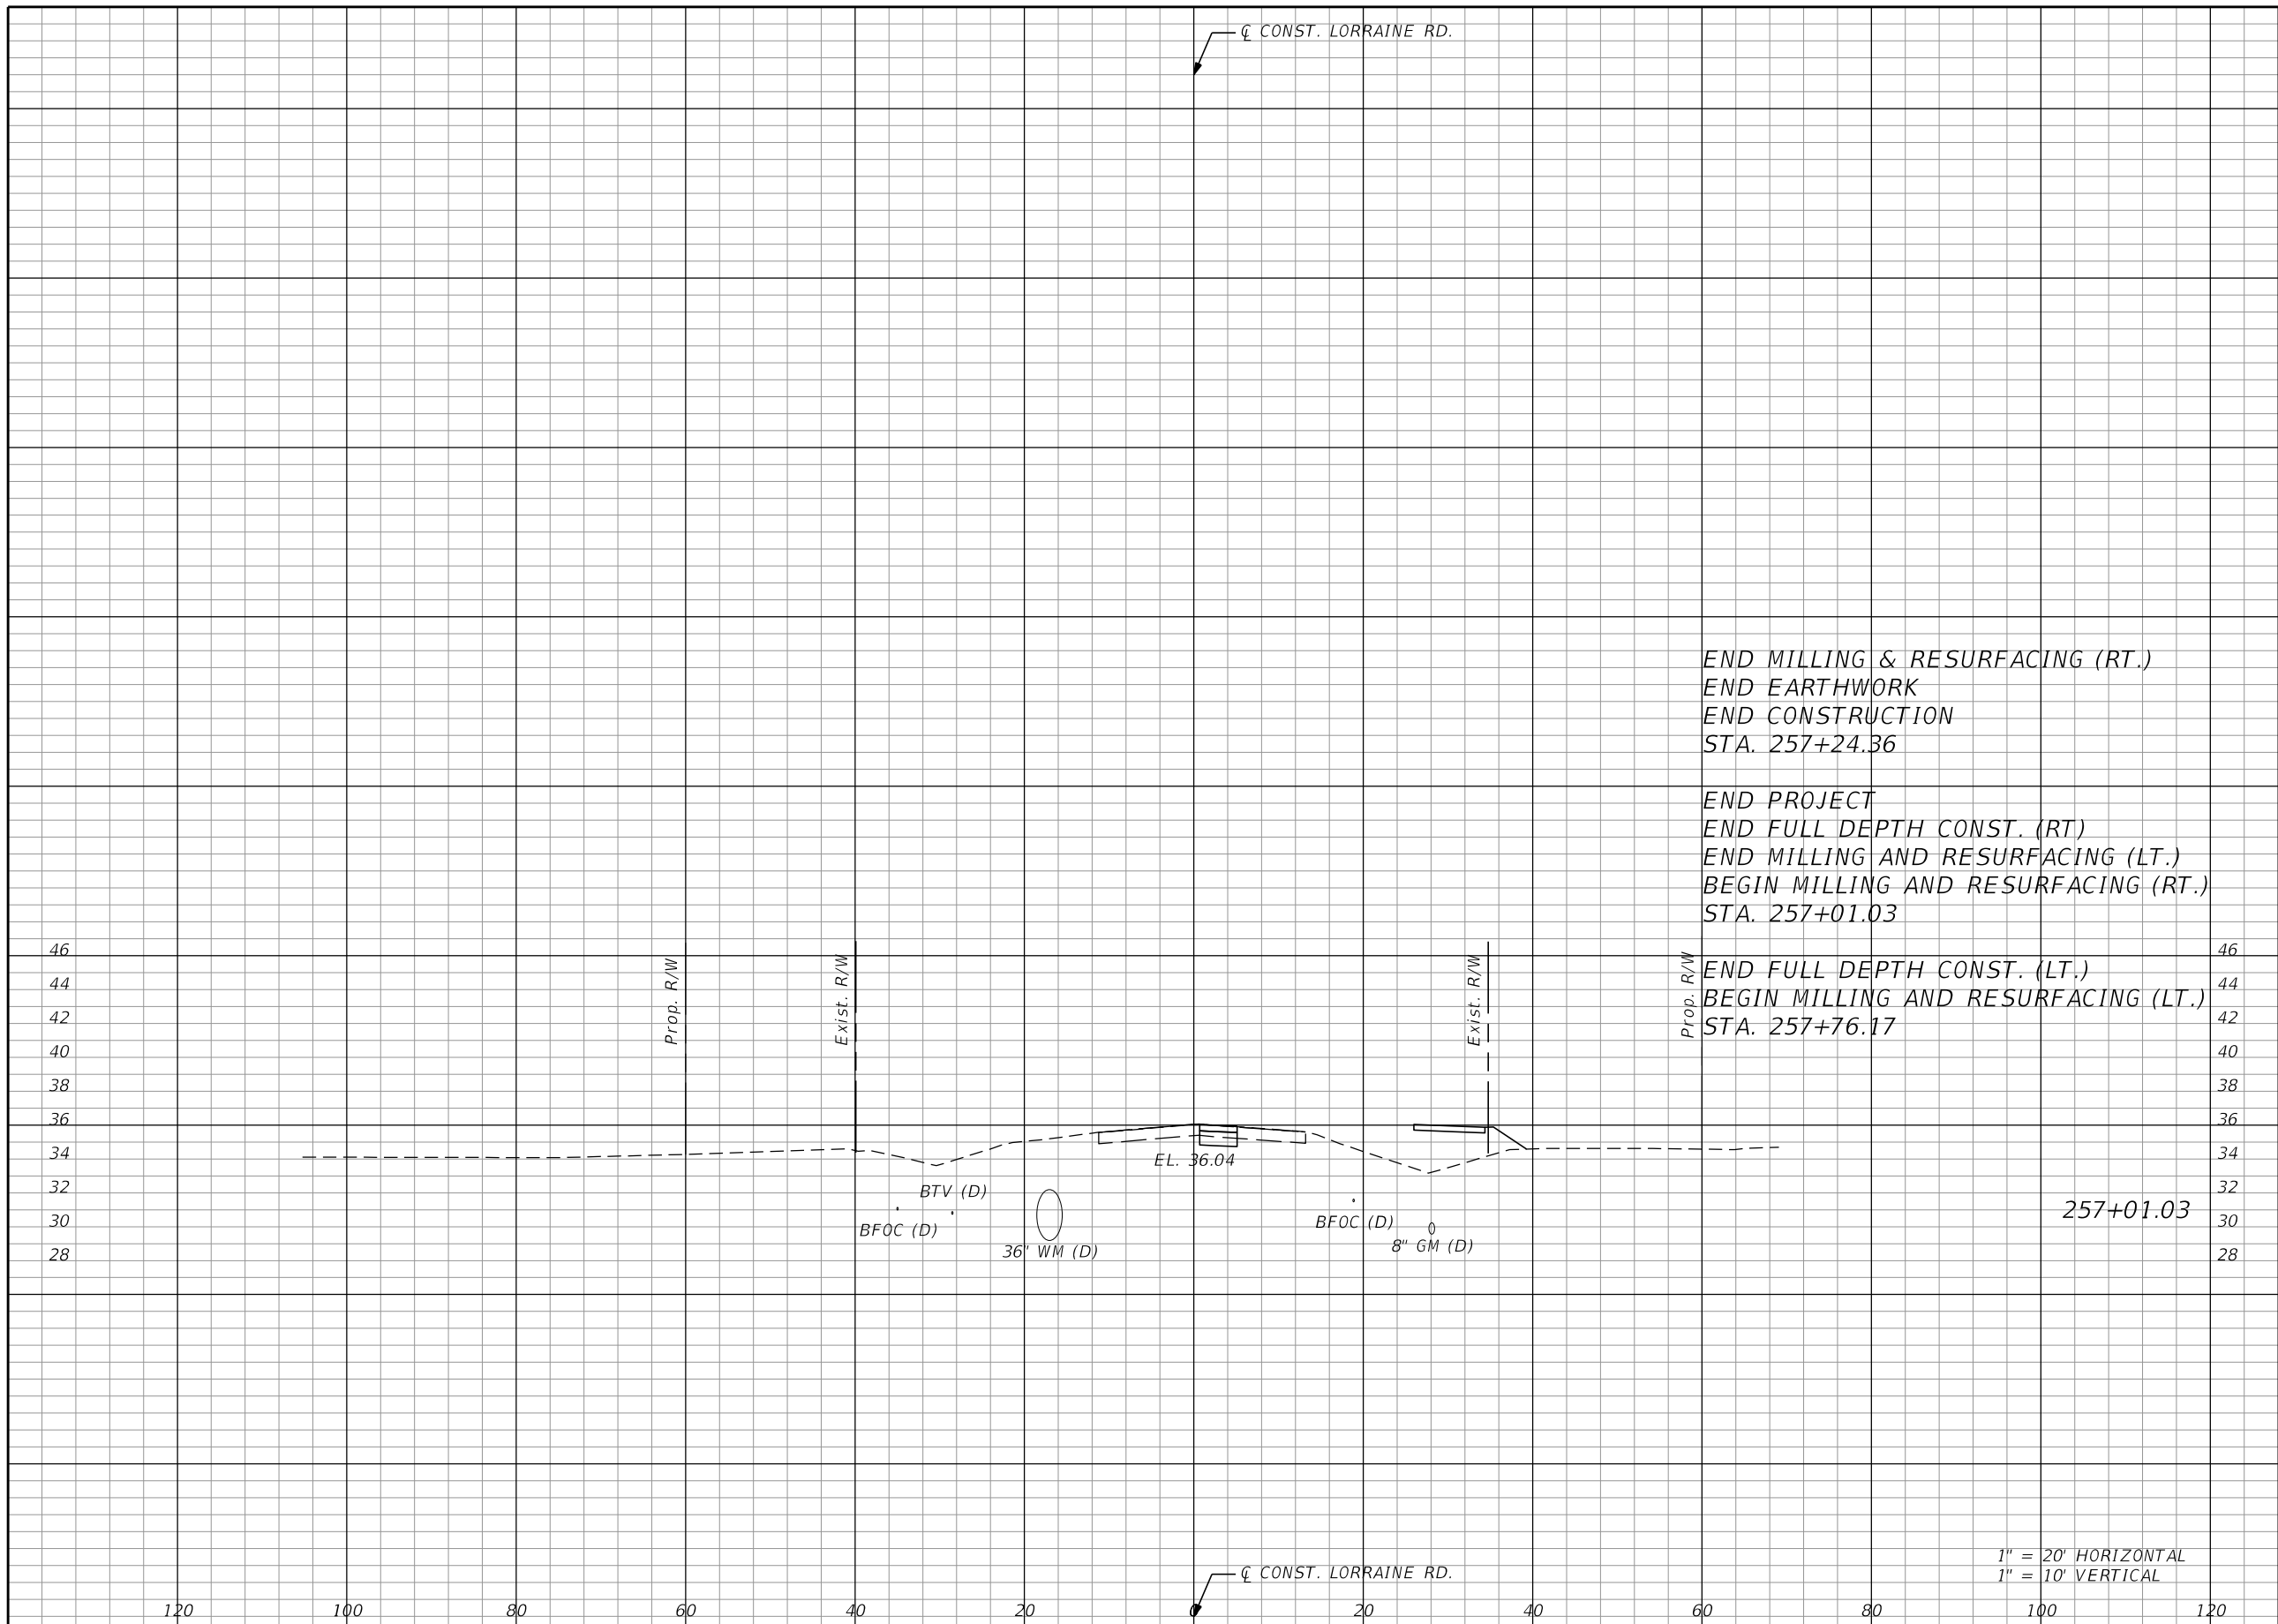 ℄ CONST. LORRAINE RD.
END MILLING & RESURFACING (RT.)
END EARTHWORK
END CONSTRUCTION
STA. 257+24.36
END PROJECT
END FULL DEPTH CONST. (RT)
END MILLING AND RESURFACING (LT.)
BEGIN MILLING AND RESURFACING (RT.)
STA. 257+01.03
END FULL DEPTH CONST. (LT.)
BEGIN MILLING AND RESURFACING (LT.)
STA. 257+76.17
46
44
42
40
38
36
34
32
30
28
Prop. R/W
Exist. R/W
Exist. R/W
Prop. R/W
46
44
42
40
38
36
34
32
30
28
EL. 36.04
BTV (D)
BFOC (D)
36" WM (D)
BFOC (D)
8" GM (D)
257+01.03
1" = 20' HORIZONTAL
1" = 10' VERTICAL
℄ CONST. LORRAINE RD.
120 100 80 60 40 20 0 20 40 60 80 100 120